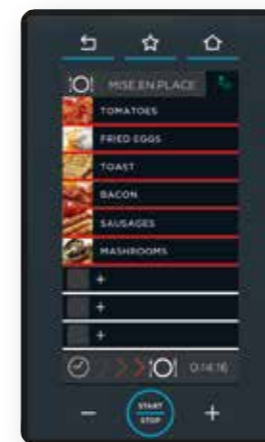 MISE EN PLACE
TOMATOES
FRIED EGGS
TOAST
BACON
SAUSAGES
MASHROOMS
+
+
+
0:14:16
−
START
STOP
+